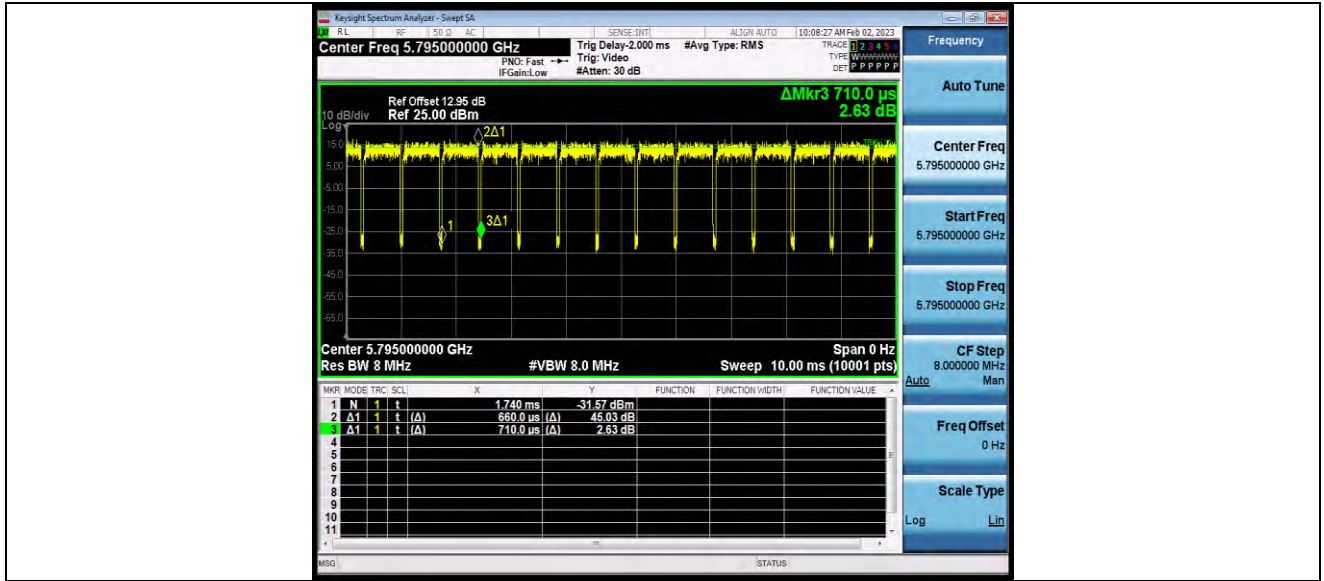 Keysight Spectrum Analyzer - Swept SA
RL RF 50 Ω AC SENSE:INT ALIGN AUTO 10:08:27 AM Feb 02, 2023
Center Freq 5.795000000 GHz
PNO: Fast
IFGain:Low
Trig Delay-2.000 ms
Trig: Video
#Atten: 30 dB
#Avg Type: RMS
TRACE 1 2 3 4 5 6
TYPE WWWWWW
DET P P P P P P
ΔMkr3 710.0 µs
2.63 dB
Ref Offset 12.95 dB
10 dB/div Ref 25.00 dBm
Log
15.0
5.00
-5.00
-15.0
-25.0
-35.0
-45.0
-55.0
-65.0
2Δ1
1
3Δ1
Center 5.795000000 GHz Span 0 Hz
Res BW 8 MHz #VBW 8.0 MHz Sweep 10.00 ms (10001 pts)
MKR MODE TRC SCL X Y FUNCTION FUNCTION WIDTH FUNCTION VALUE
1 N 1 t 1.740 ms -31.57 dBm
2 Δ1 1 t (Δ) 660.0 µs (Δ) 45.03 dB
3 Δ1 1 t (Δ) 710.0 µs (Δ) 2.63 dB
4
5
6
7
8
9
10
11
MSG STATUS
Frequency
Auto Tune
Center Freq
5.795000000 GHz
Start Freq
5.795000000 GHz
Stop Freq
5.795000000 GHz
CF Step
8.000000 MHz
Auto Man
Freq Offset
0 Hz
Scale Type
Log Lin